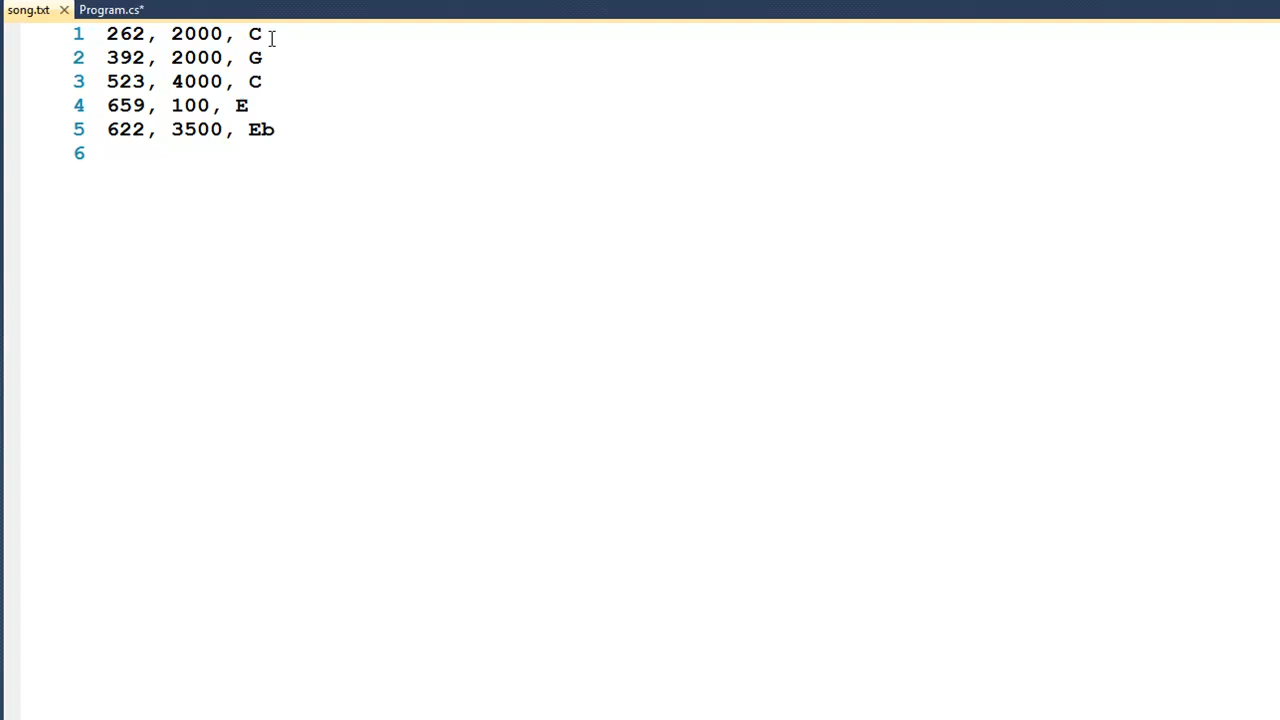 song.txt Program.cs*
1 262, 2000, C
2 392, 2000, G
3 523, 4000, C
4 659, 100, E
5 622, 3500, Eb
6